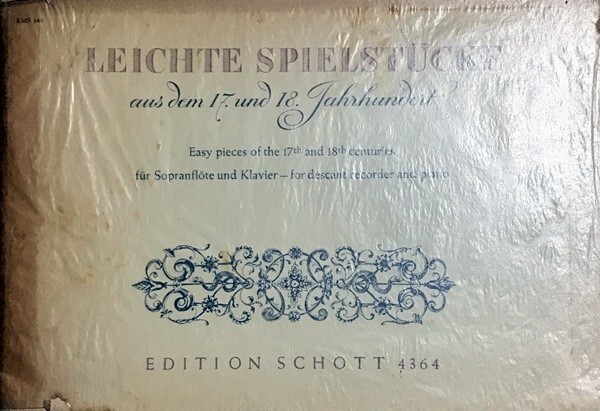 LEICHTE SPIELSTÜCKE
aus dem 17. und 18. Jahrhundert
Easy pieces of the 17th and 18th centuries
für Sopranflöte und Klavier – for descant recorder and piano
EDITION SCHOTT 4364